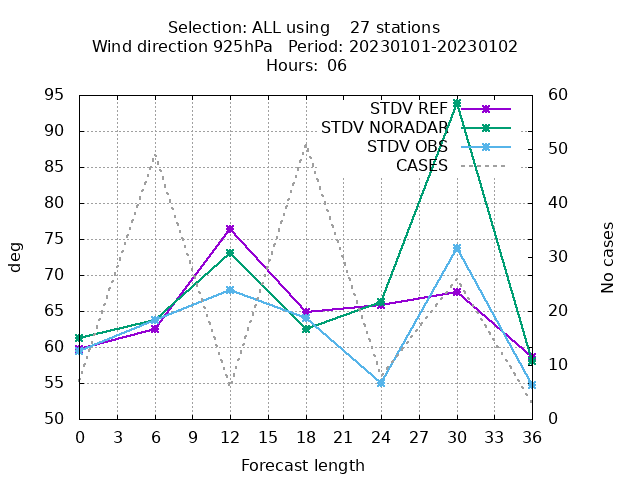 Selection: ALL using    27 stations
Wind direction 925hPa   Period: 20230101-20230102
Hours: 06
STDV REF
STDV NORADAR
STDV OBS
CASES
95
90
85
80
75
70
65
60
55
50
deg
60
50
40
30
20
10
0
No cases
0 3 6 9 12 15 18 21 24 27 30 33 36
Forecast length